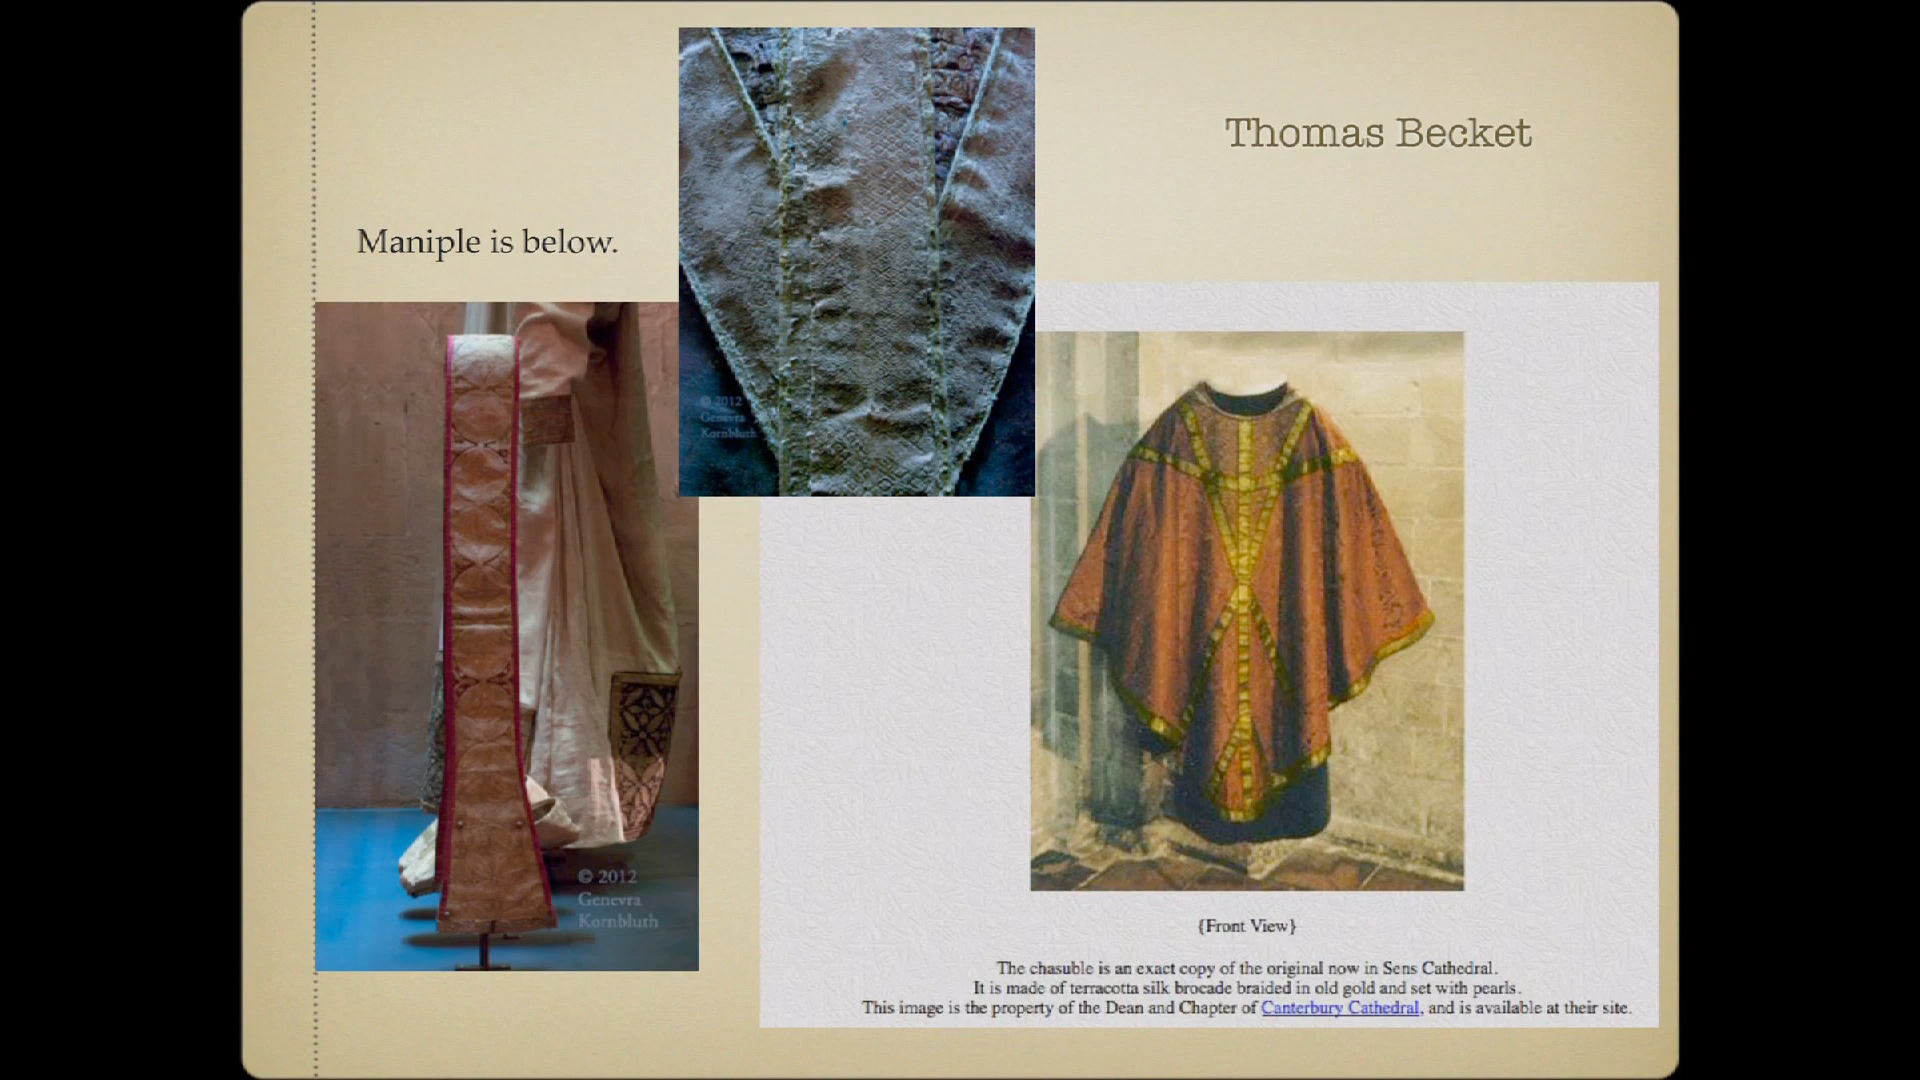 Thomas Becket
Maniple is below.
© 2012
Genevra
Kornbluth
© 2012
Genevra
Kornbluth
{Front View}
The chasuble is an exact copy of the original now in Sens Cathedral.
It is made of terracotta silk brocade braided in old gold and set with pearls.
This image is the property of the Dean and Chapter of Canterbury Cathedral, and is available at their site.